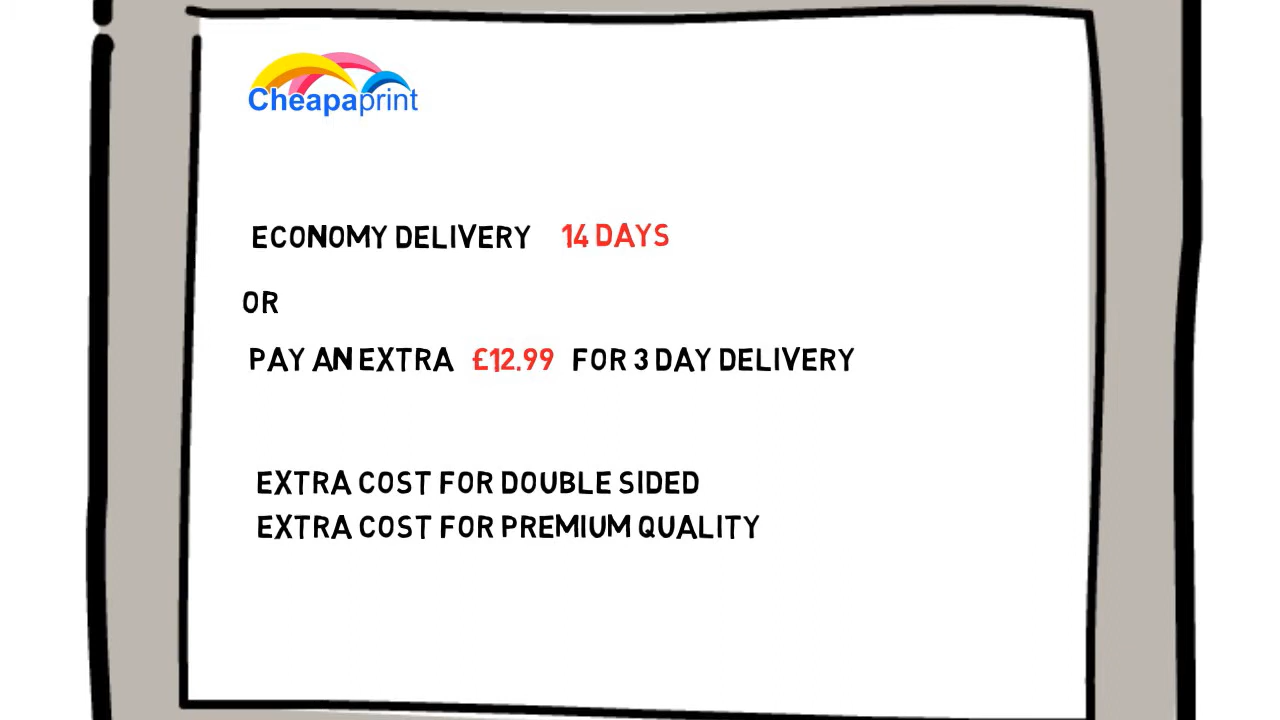 Cheapaprint
ECONOMY DELIVERY 14 DAYS
OR
PAY AN EXTRA £12.99 FOR 3 DAY DELIVERY
EXTRA COST FOR DOUBLE SIDED
EXTRA COST FOR PREMIUM QUALITY